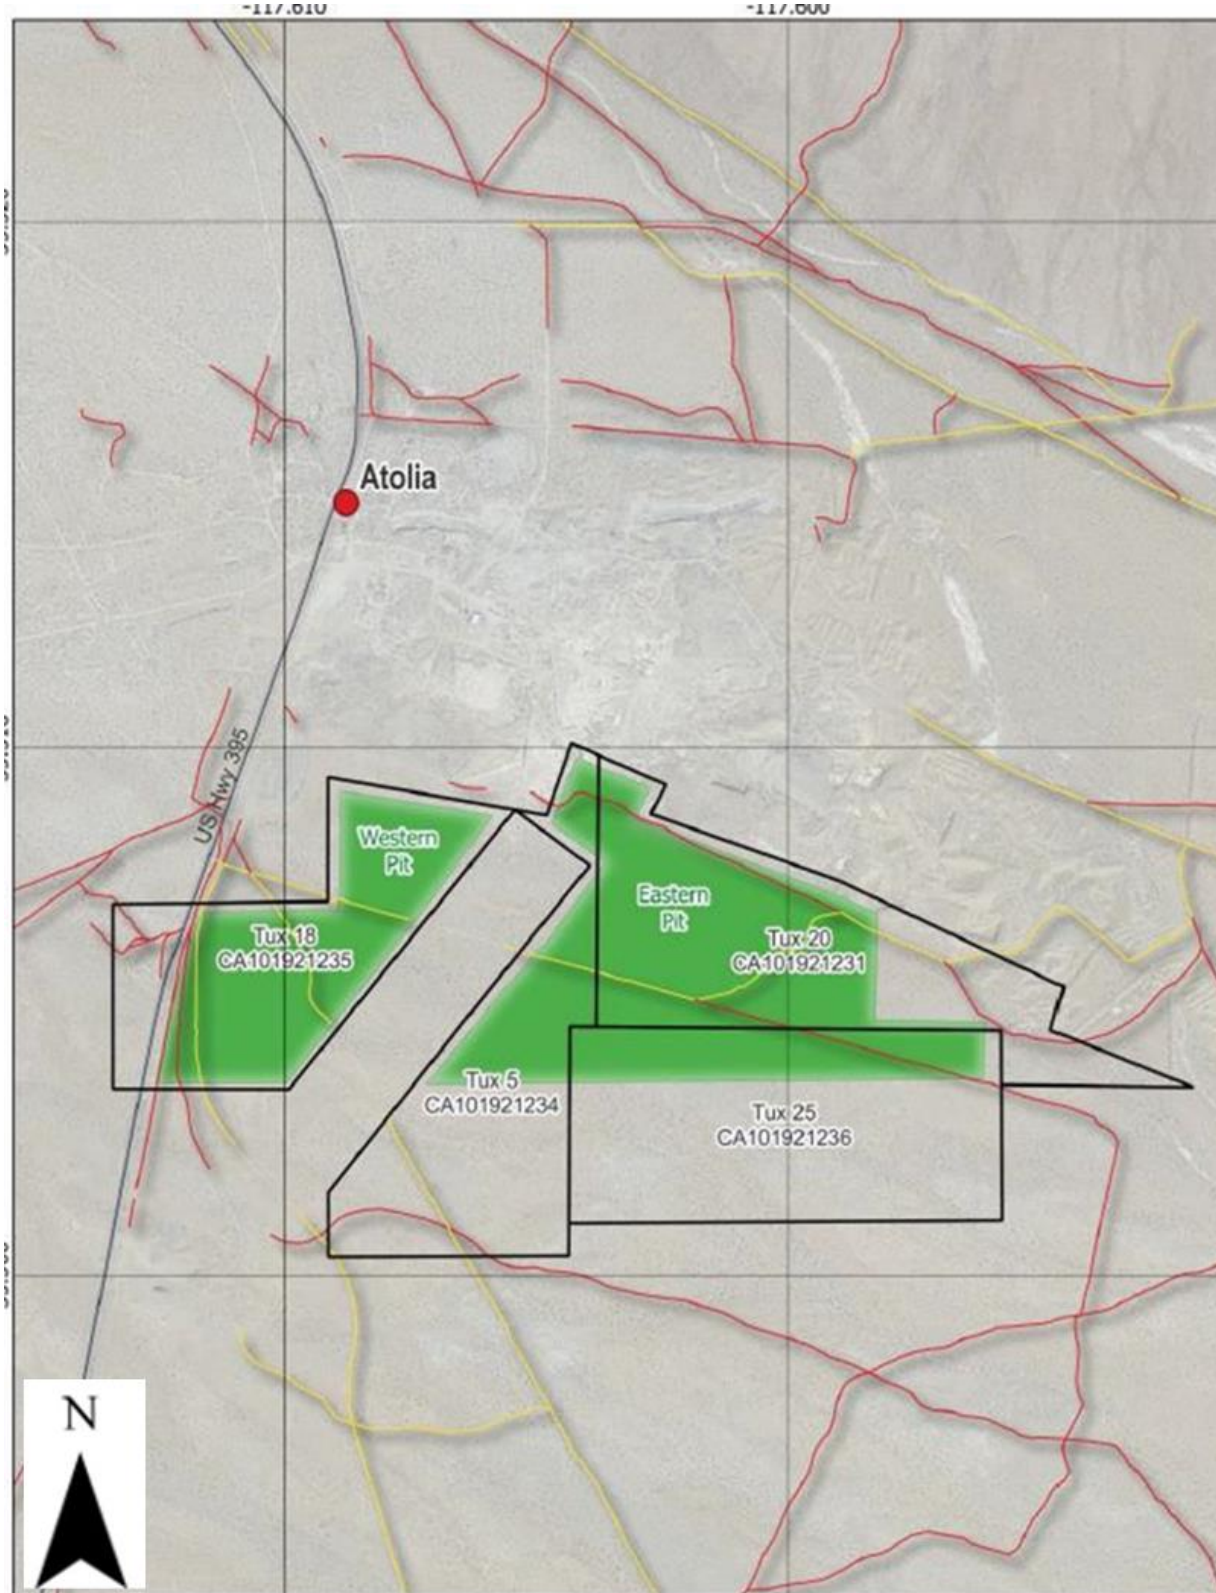 -117.610
-117.600
Atolia
US Hwy 395
Western
Pit
Eastern
Pit
Tux 18
CA101921235
Tux 20
CA101921231
Tux 5
CA101921234
Tux 25
CA101921236
N